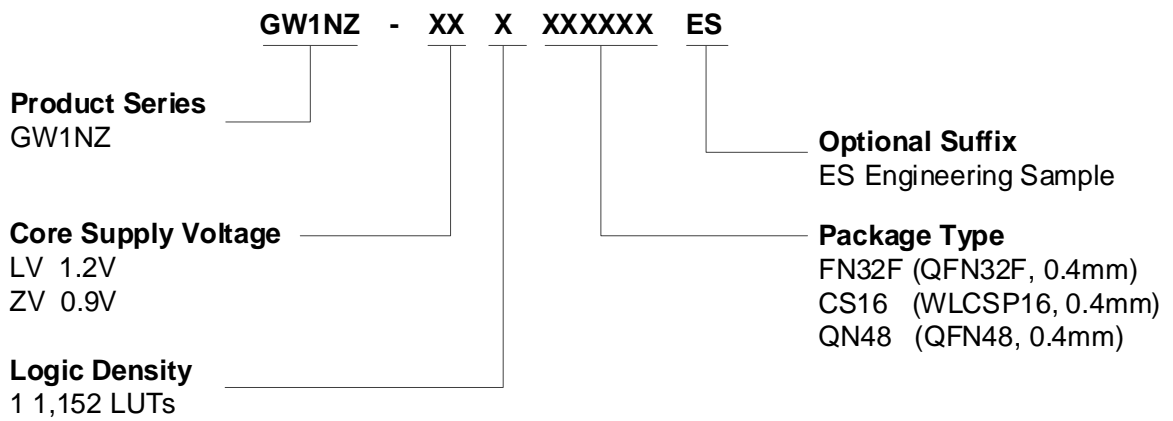 GW1NZ - XX X XXXXXX ES
Product Series
GW1NZ
Optional Suffix
ES Engineering Sample
Core Supply Voltage
LV 1.2V
ZV 0.9V
Package Type
FN32F (QFN32F, 0.4mm)
CS16 (WLCSP16, 0.4mm)
QN48 (QFN48, 0.4mm)
Logic Density
1 1,152 LUTs